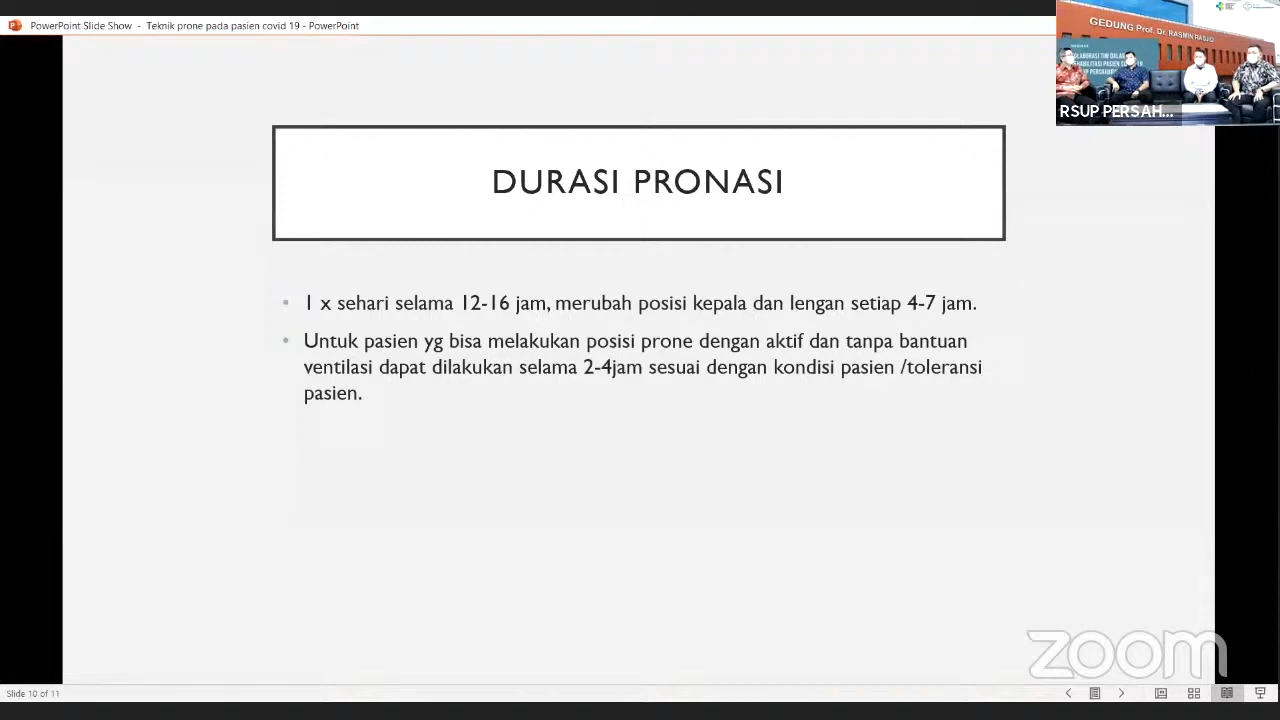 PowerPoint Slide Show - Teknik prone pada pasien covid 19 - PowerPoint
GEDUNG Prof. Dr. RASMIN RASJID
RSUP PERSAH...
DURASI PRONASI
1 x sehari selama 12-16 jam, merubah posisi kepala dan lengan setiap 4-7 jam.
Untuk pasien yg bisa melakukan posisi prone dengan aktif dan tanpa bantuan
ventilasi dapat dilakukan selama 2-4jam sesuai dengan kondisi pasien /toleransi
pasien.
zoom
Slide 10 of 11